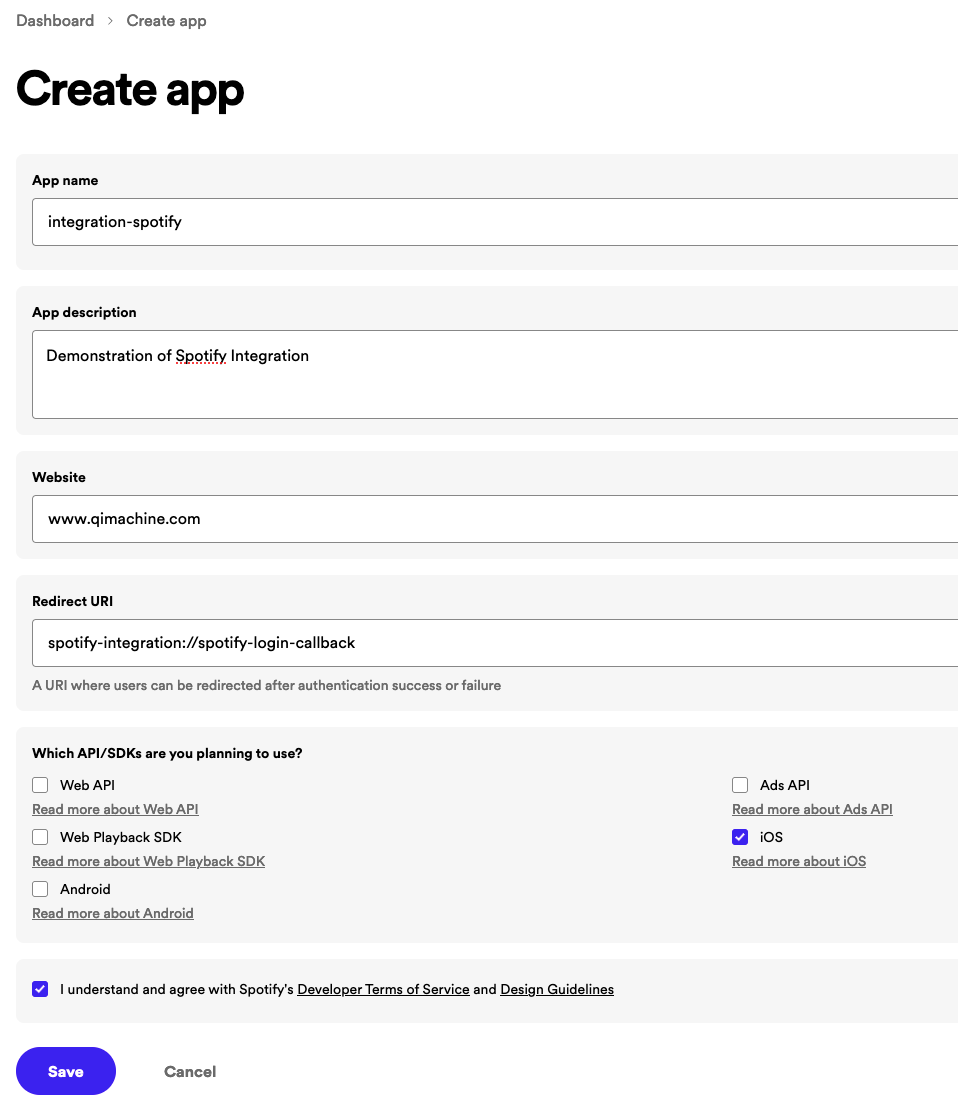 Dashboard > Create app
Create app
App name
integration-spotify
App description
Demonstration of Spotify Integration
Website
www.qimachine.com
Redirect URI
spotify-integration://spotify-login-callback
A URI where users can be redirected after authentication success or failure
Which API/SDKs are you planning to use?
Web API
Read more about Web API
Web Playback SDK
Read more about Web Playback SDK
Android
Read more about Android
Ads API
Read more about Ads API
iOS
Read more about iOS
I understand and agree with Spotify's Developer Terms of Service and Design Guidelines
Save
Cancel